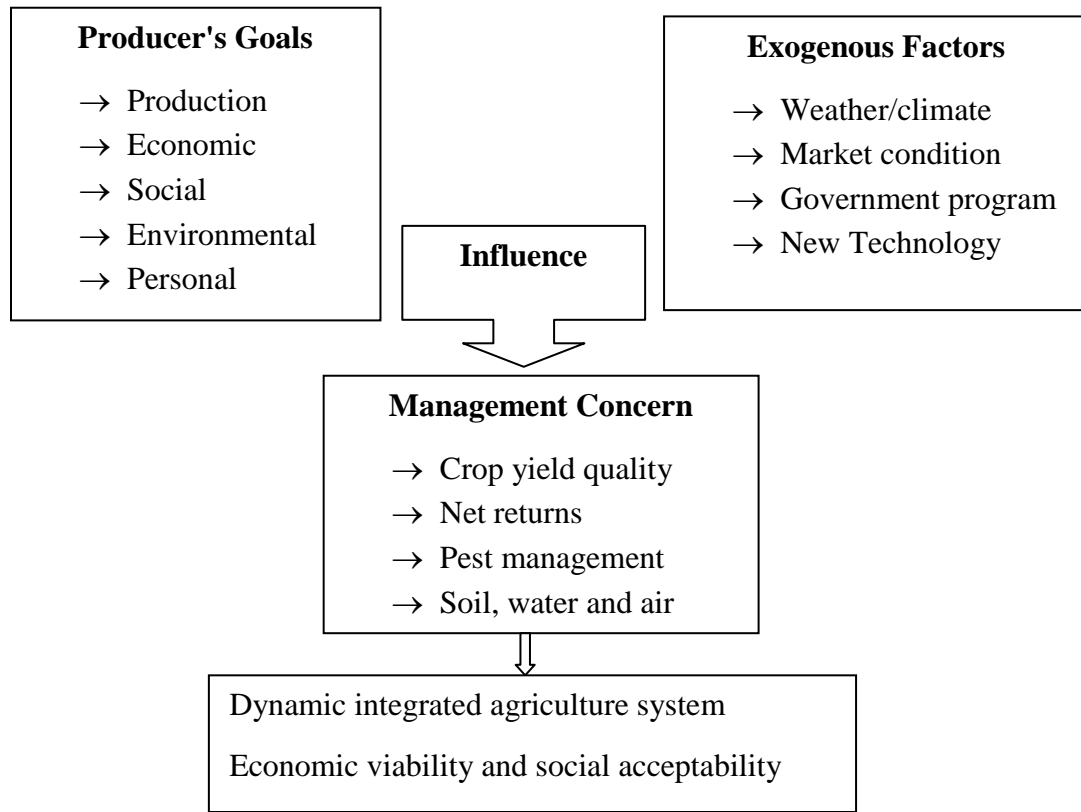 Producer's Goals
→ Production
→ Economic
→ Social
→ Environmental
→ Personal
Exogenous Factors
→ Weather/climate
→ Market condition
→ Government program
→ New Technology
Influence
Management Concern
→ Crop yield quality
→ Net returns
→ Pest management
→ Soil, water and air
Dynamic integrated agriculture system
Economic viability and social acceptability